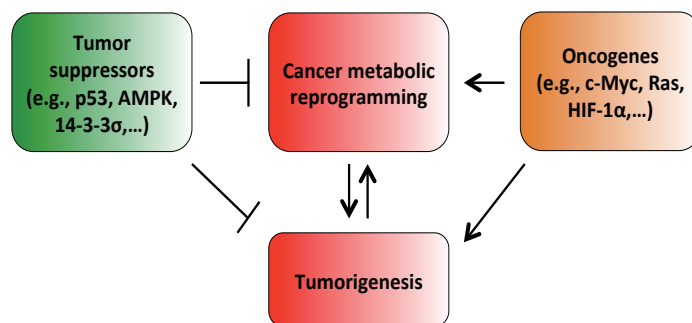 Tumor
suppressors
(e.g., p53, AMPK,
14-3-3σ,...)
Cancer metabolic
reprogramming
Oncogenes
(e.g., c-Myc, Ras,
HIF-1α,...)
Tumorigenesis